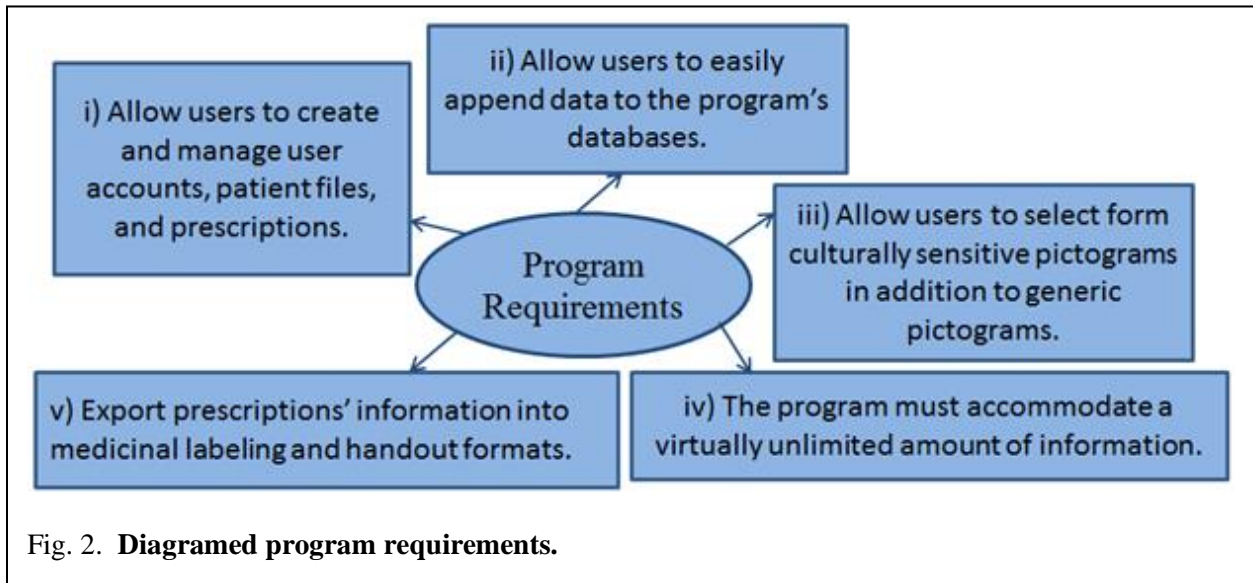 i) Allow users to create
and manage user
accounts, patient files,
and prescriptions.
ii) Allow users to easily
append data to the program's
databases.
iii) Allow users to select form
culturally sensitive pictograms
in addition to generic
pictograms.
Program
Requirements
v) Export prescriptions' information into
medicinal labeling and handout formats.
iv) The program must accommodate a
virtually unlimited amount of information.
Fig. 2. Diagramed program requirements.